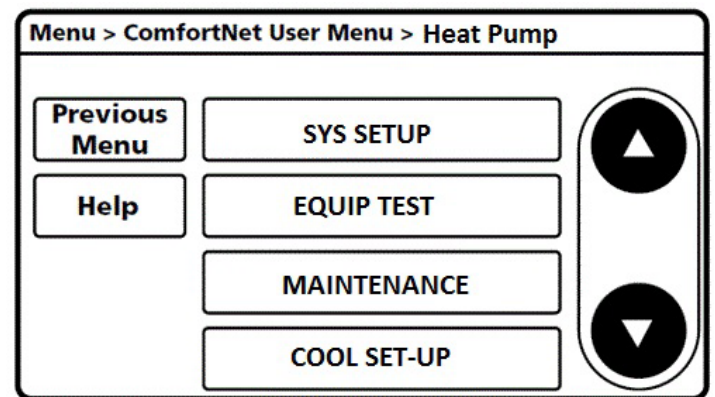 Menu > ComfortNet User Menu > Heat Pump
Previous
Menu
SYS SETUP
Help
EQUIP TEST
MAINTENANCE
COOL SET-UP